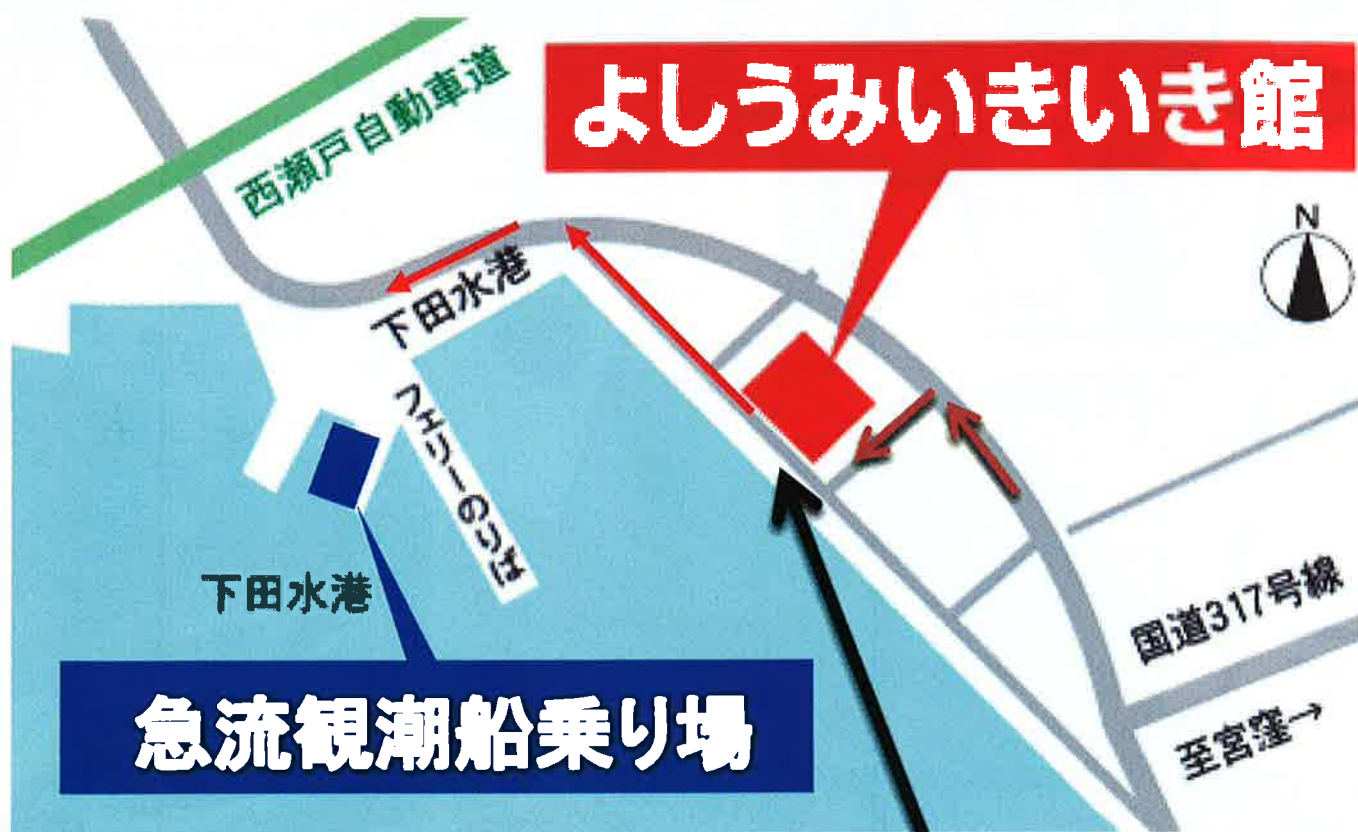 よしうみいきいき館
西瀬戸自動車道
N
下田水港
フェリーのりば
下田水港
国道317号線
急流観潮船乗り場
至宮窪→